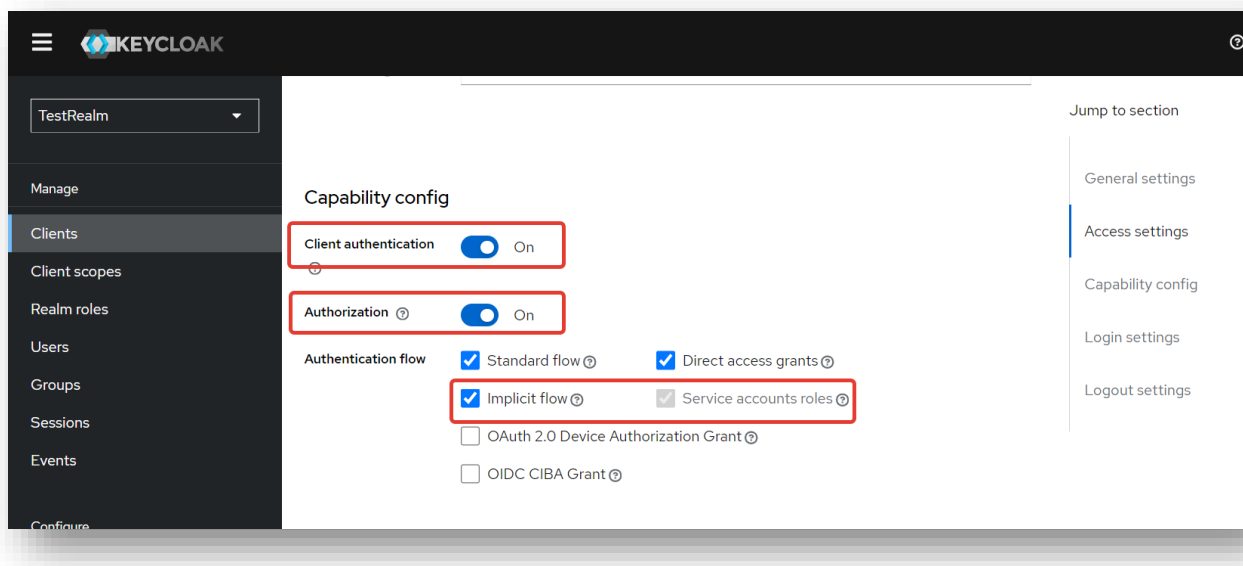 KEYCLOAK
TestRealm
Manage
Clients
Client scopes
Realm roles
Users
Groups
Sessions
Events
Configure
Capability config
Client authentication
On
Authorization
On
Authentication flow
Standard flow
Direct access grants
Implicit flow
Service accounts roles
OAuth 2.0 Device Authorization Grant
OIDC CIBA Grant
Jump to section
General settings
Access settings
Capability config
Login settings
Logout settings